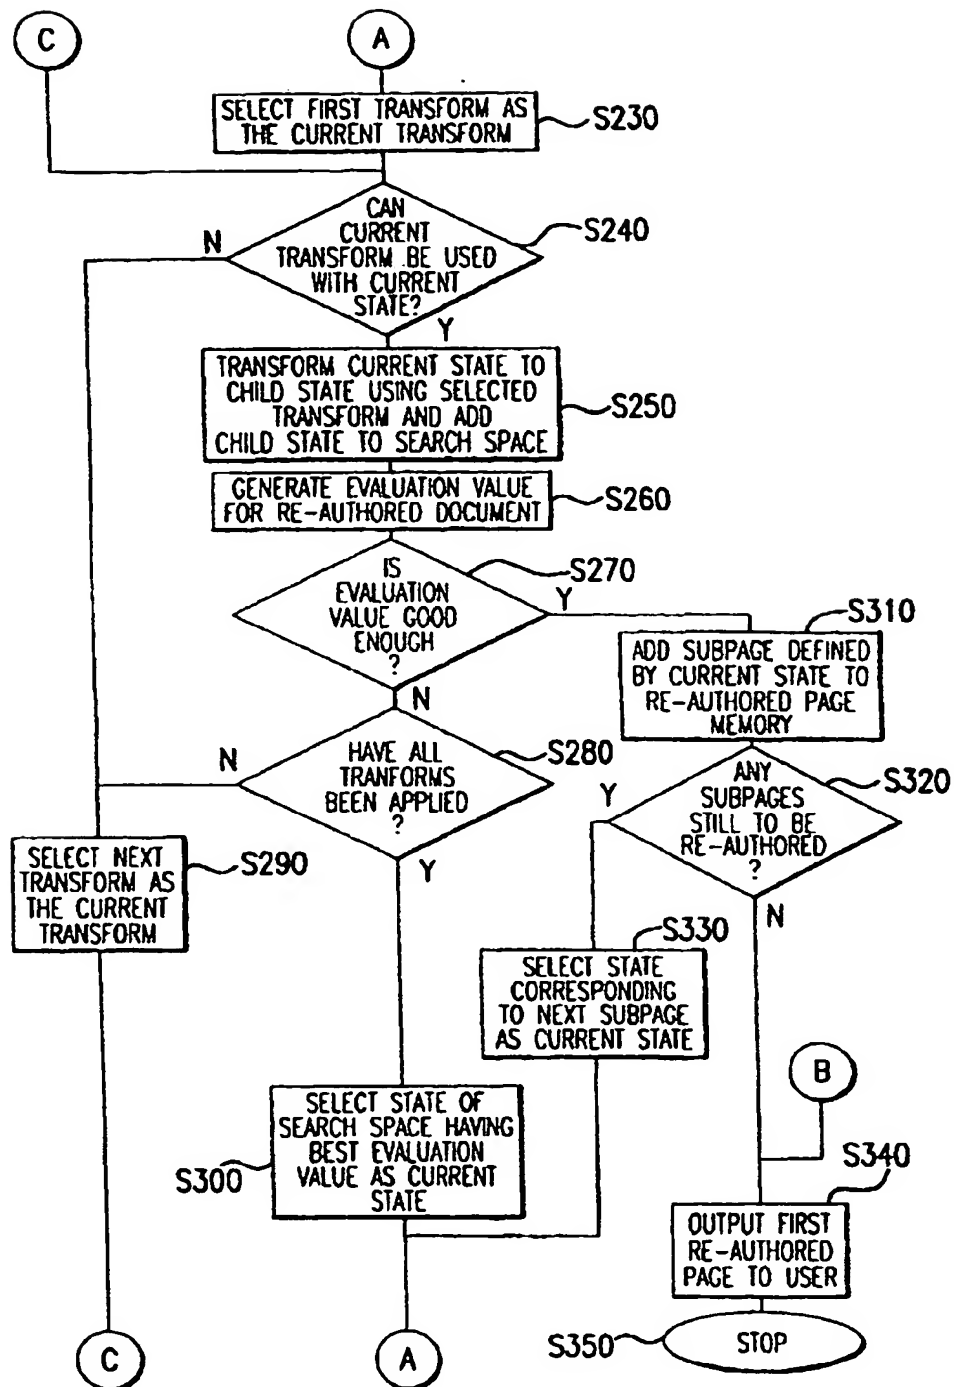 C
A
SELECT FIRST TRANSFORM AS
THE CURRENT TRANSFORM
S230
CAN
CURRENT
TRANSFORM BE USED
WITH CURRENT
STATE?
S240
N
Y
TRANSFORM CURRENT STATE TO
CHILD STATE USING SELECTED
TRANSFORM AND ADD
CHILD STATE TO SEARCH SPACE
S250
GENERATE EVALUATION VALUE
FOR RE-AUTHORED DOCUMENT
S260
IS
EVALUATION
VALUE GOOD
ENOUGH
?
S270
Y
N
S310
ADD SUBPAGE DEFINED
BY CURRENT STATE TO
RE-AUTHORED PAGE
MEMORY
HAVE ALL
TRANFORMS
BEEN APPLIED
?
S280
N
Y
ANY
SUBPAGES
STILL TO BE
RE-AUTHORED
?
S320
Y
N
SELECT NEXT
TRANSFORM AS
THE CURRENT
TRANSFORM
S290
S330
SELECT STATE
CORRESPONDING
TO NEXT SUBPAGE
AS CURRENT STATE
B
SELECT STATE OF
SEARCH SPACE HAVING
BEST EVALUATION
VALUE AS CURRENT
STATE
S300
S340
OUTPUT FIRST
RE-AUTHORED
PAGE TO USER
S350
STOP
C
A